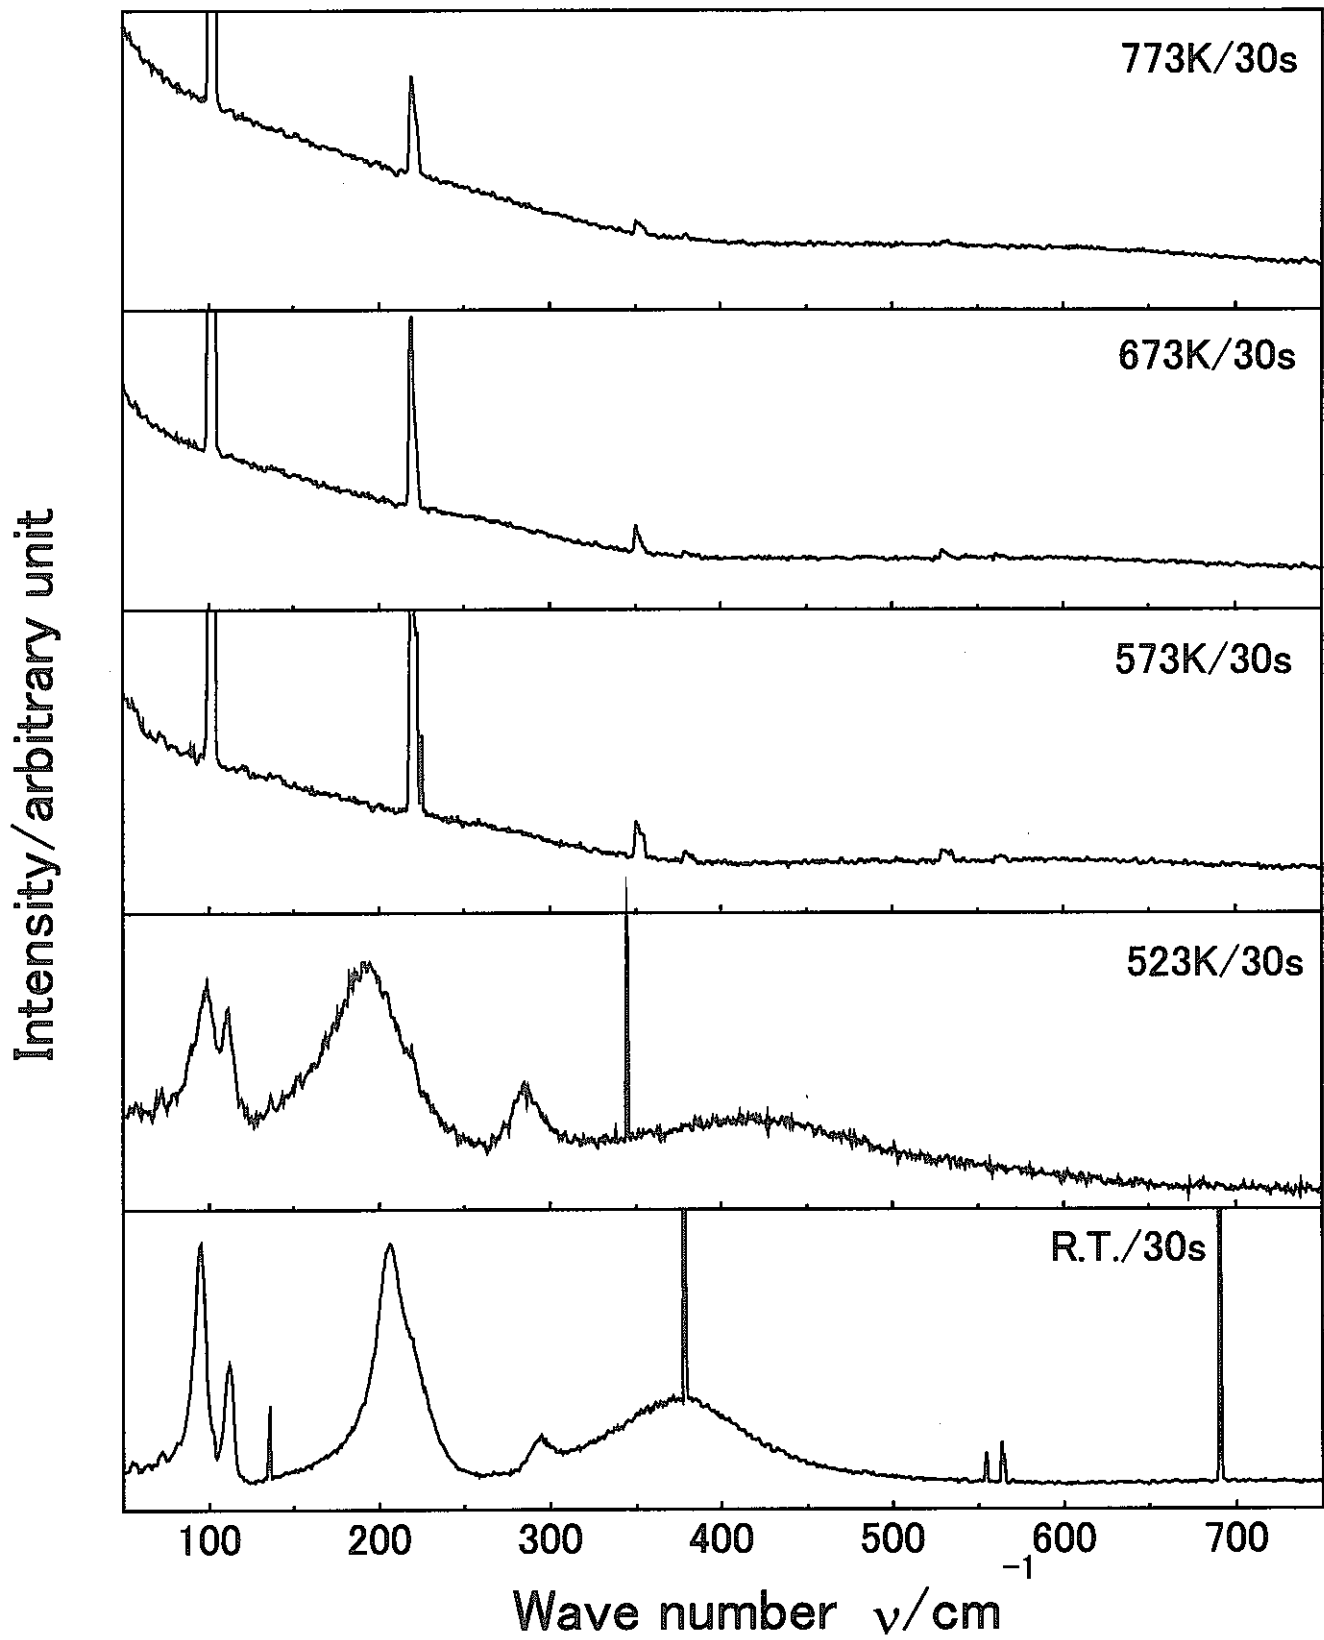 773K/30s
673K/30s
573K/30s
523K/30s
R.T./30s
Intensity/arbitrary unit
100 200 300 400 500 600 700
Wave number ν/cm⁻¹